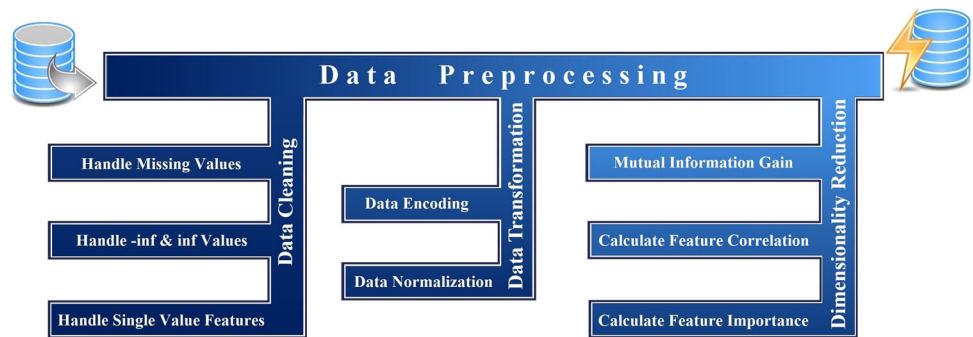 Data Preprocessing
Data Cleaning
Handle Missing Values
Handle -inf & inf Values
Handle Single Value Features
Data Transformation
Data Encoding
Data Normalization
Dimensionality Reduction
Mutual Information Gain
Calculate Feature Correlation
Calculate Feature Importance